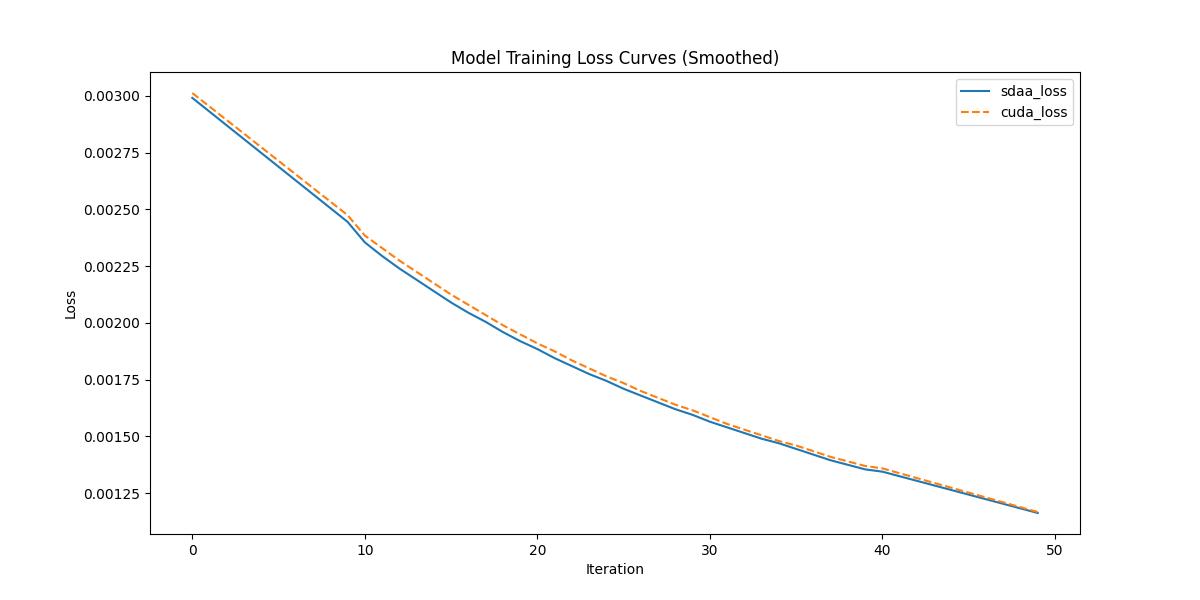 Model Training Loss Curves (Smoothed)
sdaa_loss
cuda_loss
0.00300
0.00275
0.00250
0.00225
0.00200
0.00175
0.00150
0.00125
Loss
0 10 20 30 40 50
Iteration